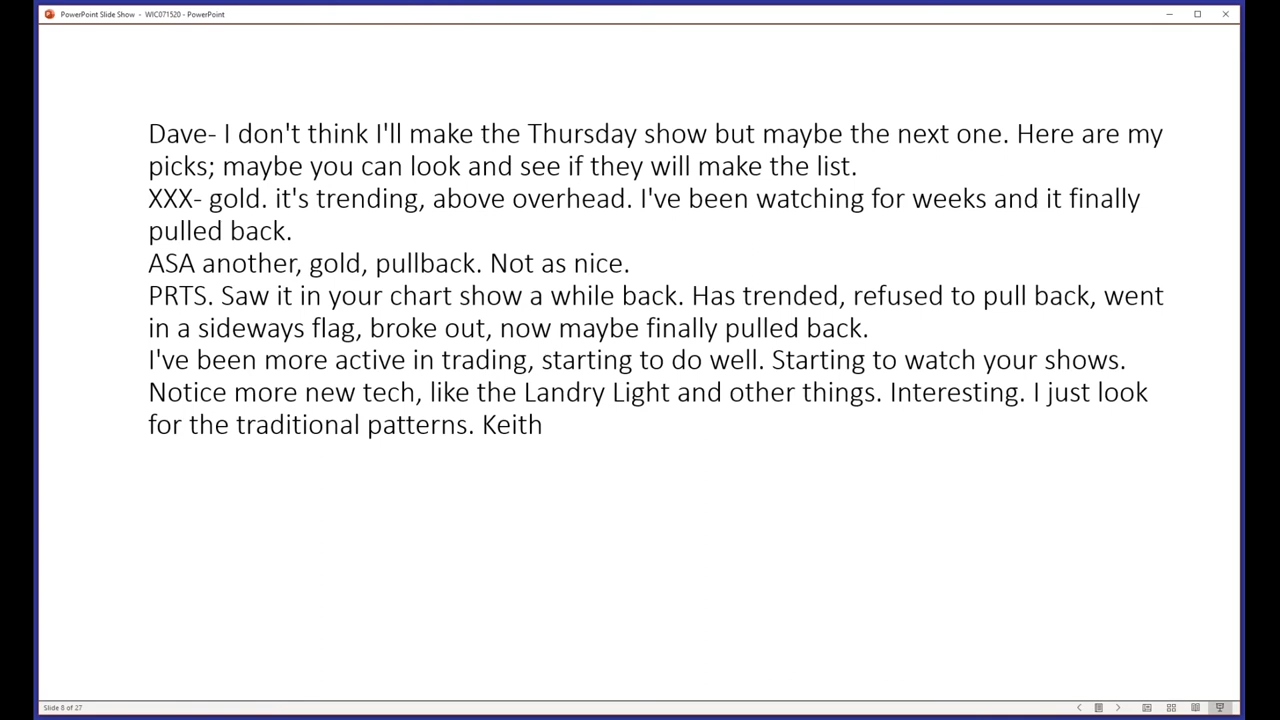 PowerPoint Slide Show - WIC071520 - PowerPoint
Dave- I don't think I'll make the Thursday show but maybe the next one. Here are my
picks; maybe you can look and see if they will make the list.
XXX- gold. it's trending, above overhead. I've been watching for weeks and it finally
pulled back.
ASA another, gold, pullback. Not as nice.
PRTS. Saw it in your chart show a while back. Has trended, refused to pull back, went
in a sideways flag, broke out, now maybe finally pulled back.
I've been more active in trading, starting to do well. Starting to watch your shows.
Notice more new tech, like the Landry Light and other things. Interesting. I just look
for the traditional patterns. Keith
Slide 8 of 27